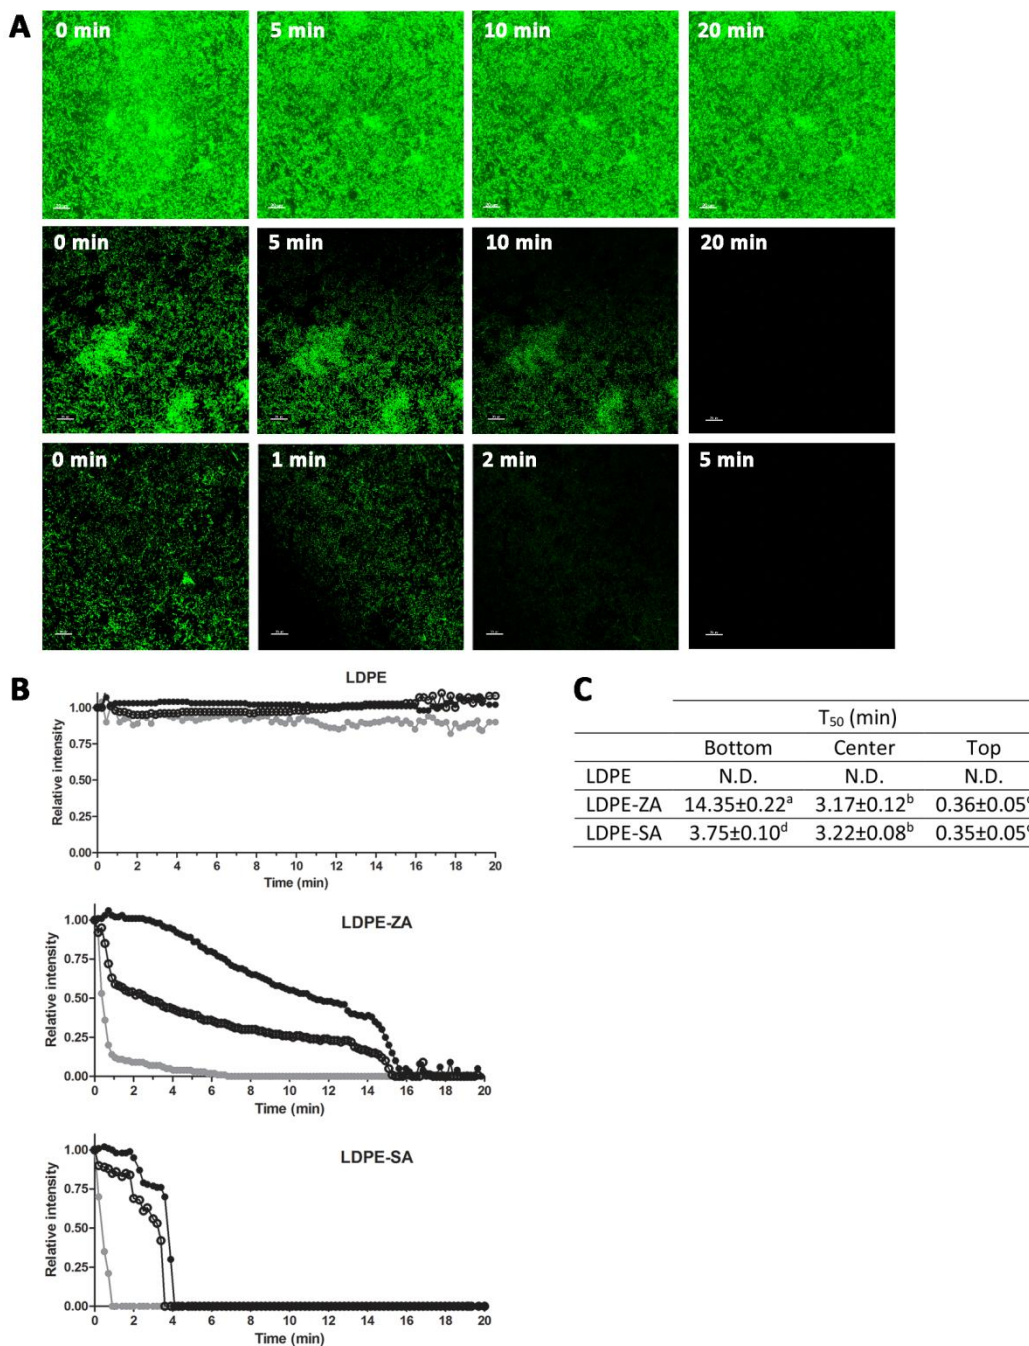 A
0 min 5 min 10 min 20 min
0 min 5 min 10 min 20 min
0 min 1 min 2 min 5 min
B
LDPE
Relative intensity
1.00
0.75
0.50
0.25
0.00
0 2 4 6 8 10 12 14 16 18 20
Time (min)
LDPE-ZA
Relative intensity
1.00
0.75
0.50
0.25
0.00
0 2 4 6 8 10 12 14 16 18 20
Time (min)
LDPE-SA
Relative intensity
1.00
0.75
0.50
0.25
0.00
0 2 4 6 8 10 12 14 16 18 20
Time (min)
C
T₅₀ (min)
Bottom Center Top
LDPE N.D. N.D. N.D.
LDPE-ZA 14.35±0.22ᵃ 3.17±0.12ᵇ 0.36±0.05
LDPE-SA 3.75±0.10ᵈ 3.22±0.08ᵇ 0.35±0.05